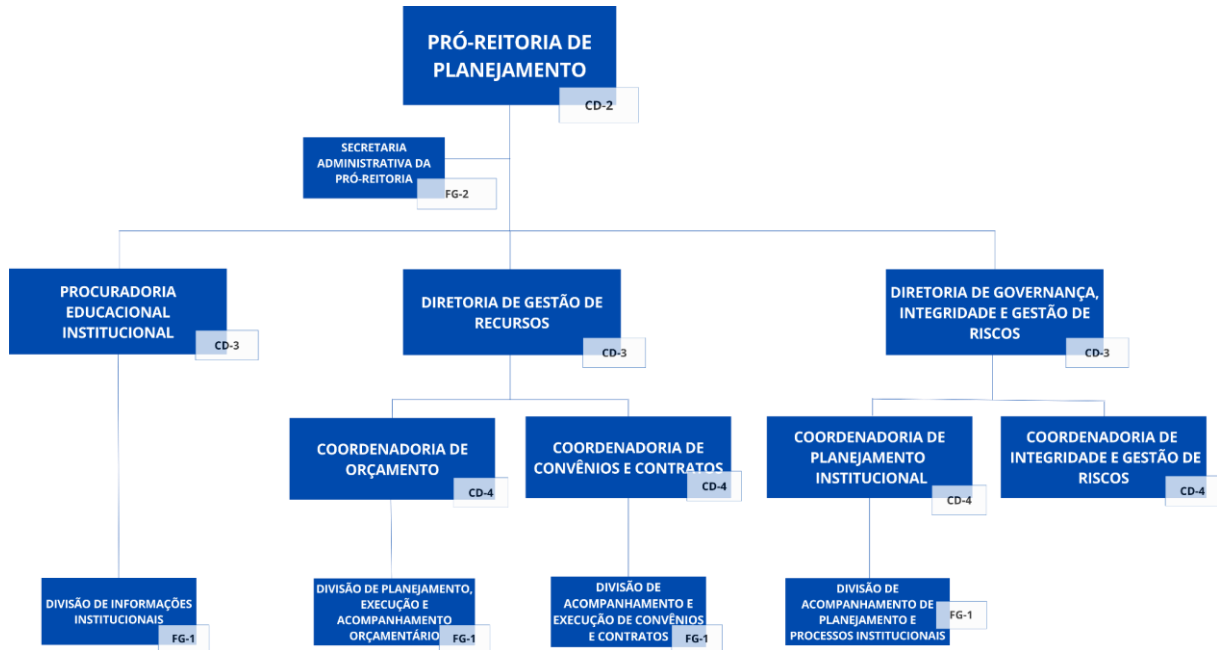 PRÓ-REITORIA DE
PLANEJAMENTO
CD-2
SECRETARIA
ADMINISTRATIVA DA
PRÓ-REITORIA
FG-2
PROCURADORIA
EDUCACIONAL
INSTITUCIONAL
CD-3
DIRETORIA DE GESTÃO DE
RECURSOS
CD-3
DIRETORIA DE GOVERNANÇA,
INTEGRIDADE E GESTÃO DE
RISCOS
CD-3
COORDENADORIA DE
ORÇAMENTO
CD-4
COORDENADORIA DE
CONVÊNIOS E CONTRATOS
CD-4
COORDENADORIA DE
PLANEJAMENTO
INSTITUCIONAL
CD-4
COORDENADORIA DE
INTEGRIDADE E GESTÃO DE
RISCOS
CD-4
DIVISÃO DE INFORMAÇÕES
INSTITUCIONAIS
FG-1
DIVISÃO DE PLANEJAMENTO,
EXECUÇÃO E
ACOMPANHAMENTO
ORÇAMENTÁRIO
FG-1
DIVISÃO DE
ACOMPANHAMENTO E
EXECUÇÃO DE CONVÊNIOS
E CONTRATOS
FG-1
DIVISÃO DE
ACOMPANHAMENTO DE
PLANEJAMENTO E
PROCESSOS INSTITUCIONAIS
FG-1